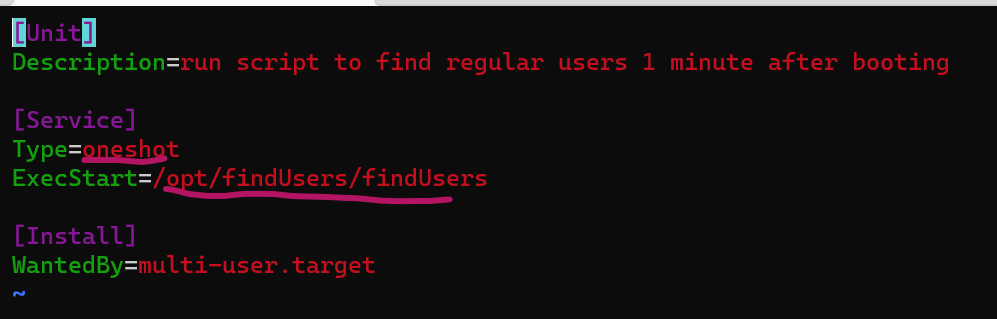 [Unit]
Description=run script to find regular users 1 minute after booting
[Service]
Type=oneshot
ExecStart=/opt/findUsers/findUsers
[Install]
WantedBy=multi-user.target
~